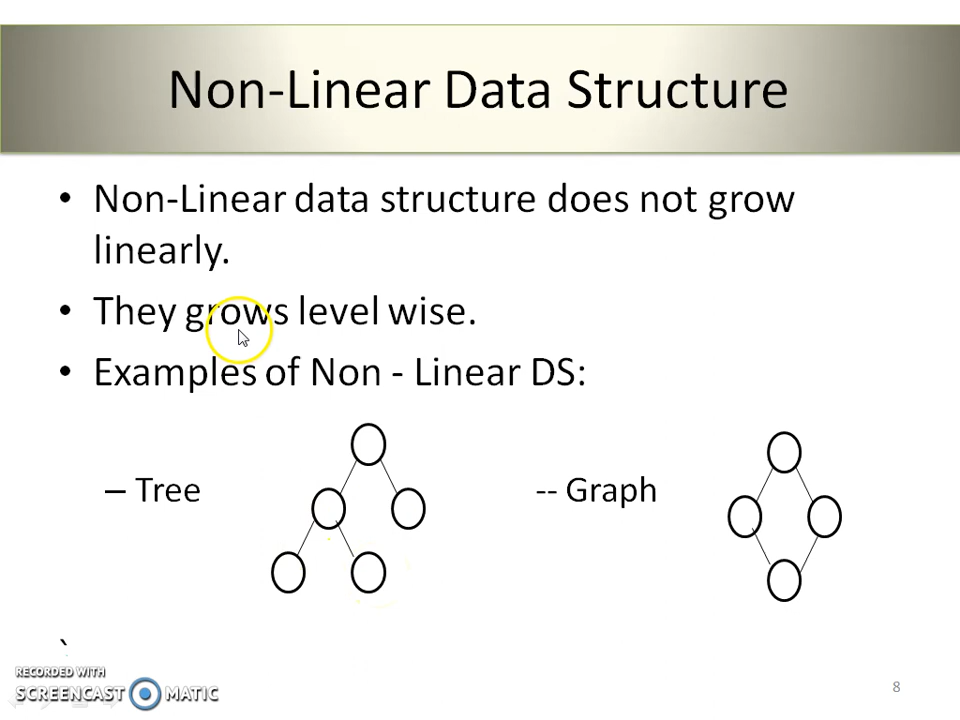 Non-Linear Data Structure
• Non-Linear data structure does not grow
linearly.
• They grows level wise.
• Examples of Non - Linear DS:
– Tree
-- Graph
`
RECORDED WITH
SCREENCAST MATIC
8